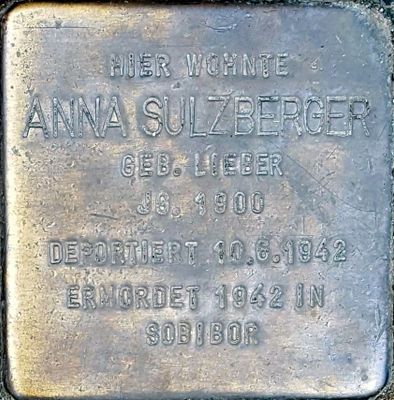 HIER WOHNTE
ANNA SULZBERGER
GEB. LIEBER
JG. 1900
DEPORTIERT 10.6.1942
ERMORDET 1942 IN
SOBIBOR